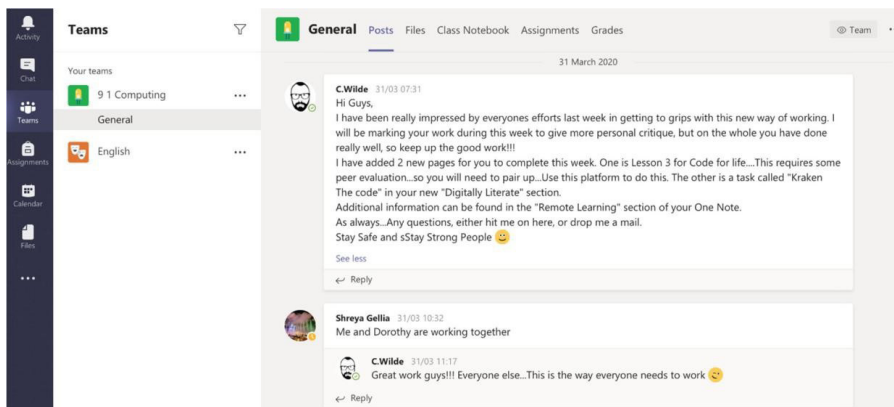 Activity
Chat
Teams
Assignments
Calendar
Files
Teams
Your teams
9 1 Computing
General
English
General Posts Files Class Notebook Assignments Grades
Team
31 March 2020
C.Wilde 31/03 07:31
Hi Guys,
I have been really impressed by everyones efforts last week in getting to grips with this new way of working. I
will be marking your work during this week to give more personal critique, but on the whole you have done
really well, so keep up the good work!!!
I have added 2 new pages for you to complete this week. One is Lesson 3 for Code for life....This requires some
peer evaluation...so you will need to pair up...Use this platform to do this. The other is a task called "Kraken
The code" in your new "Digitally Literate" section.
Additional information can be found in the "Remote Learning" section of your One Note.
As always...Any questions, either hit me on here, or drop me a mail.
Stay Safe and sStay Strong People
See less
Reply
Shreya Gellia 31/03 10:32
Me and Dorothy are working together
C.Wilde 31/03 11:17
Great work guys!!! Everyone else...This is the way everyone needs to work
Reply